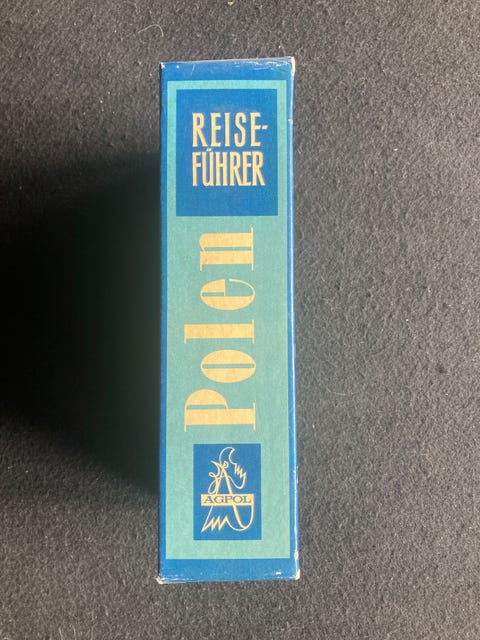 REISE-
FÜHRER
Polen
AGPOL